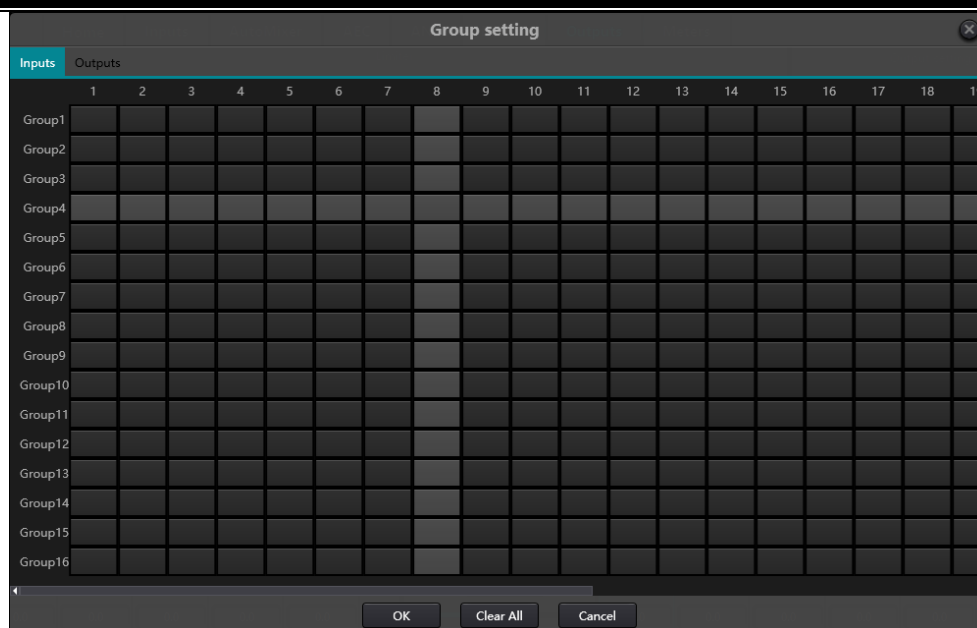 Group setting
Inputs Outputs
1 2 3 4 5 6 7 8 9 10 11 12 13 14 15 16 17 18
Group1
Group2
Group3
Group4
Group5
Group6
Group7
Group8
Group9
Group10
Group11
Group12
Group13
Group14
Group15
Group16
OK Clear All Cancel